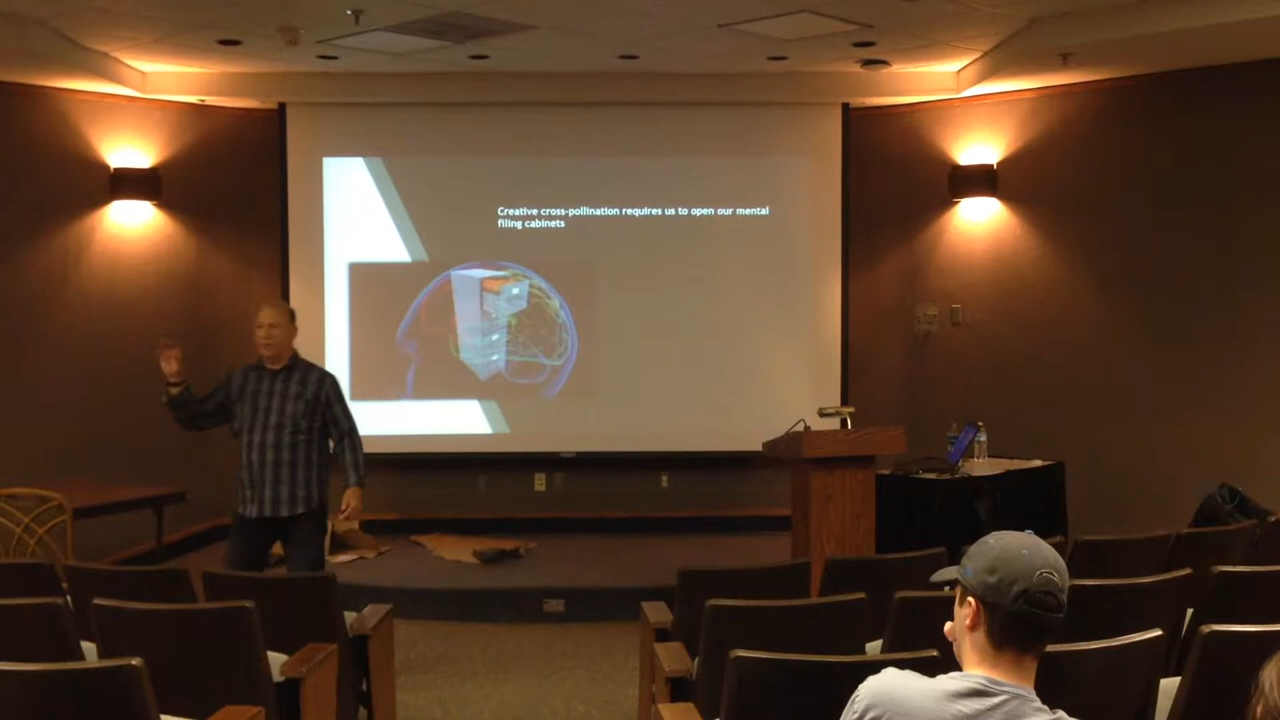 Creative cross-pollination requires us to open our mental
filing cabinets